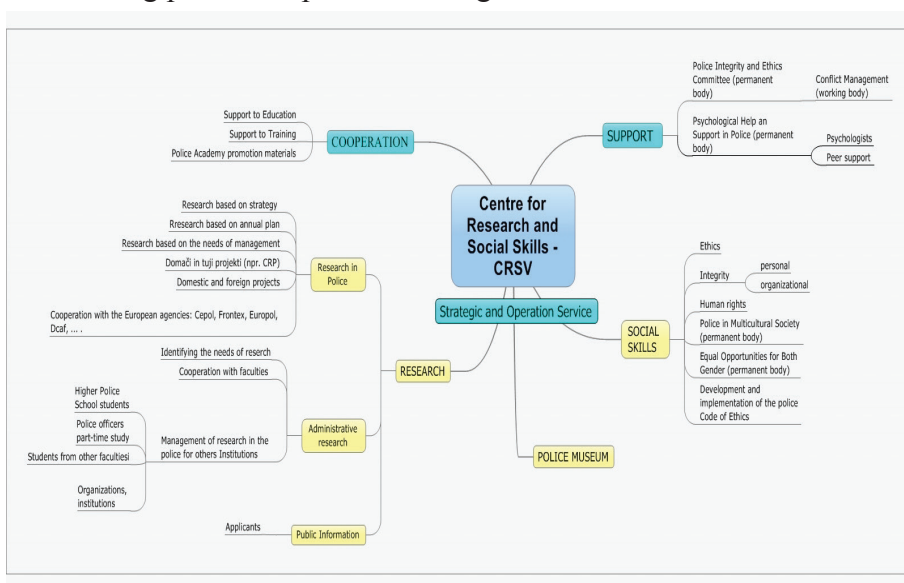 Centre for
Research and
Social Skills -
CRSV
Strategic and Operation Service
COOPERATION
Support to Education
Support to Training
Police Academy promotion materials
SUPPORT
Police Integrity and Ethics
Committee (permanent
body)
Conflict Management
(working body)
Psychological Help an
Support in Police (permanent
body)
Psychologists
Peer support
RESEARCH
Research in
Police
Research based on strategy
Rresearch based on annual plan
Research based on the needs of management
Domači in tuji projekti (npr. CRP)
Domestic and foreign projects
Cooperation with the European agencies: Cepol, Frontex, Europol,
Dcaf, ... .
Administrative
research
Identifying the needs of reserch
Cooperation with faculties
Management of research in the
police for others Institutions
Higher Police
School students
Police officers
part-time study
Students from other facultiesi
Organizations,
institutions
Public Information
Applicants
SOCIAL
SKILLS
Ethics
Integrity
personal
organizational
Human rights
Police in Multicultural Society
(permanent body)
Equal Opportunities for Both
Gender (permanent body)
Development and
implementation of the police
Code of Ethics
POLICE MUSEUM